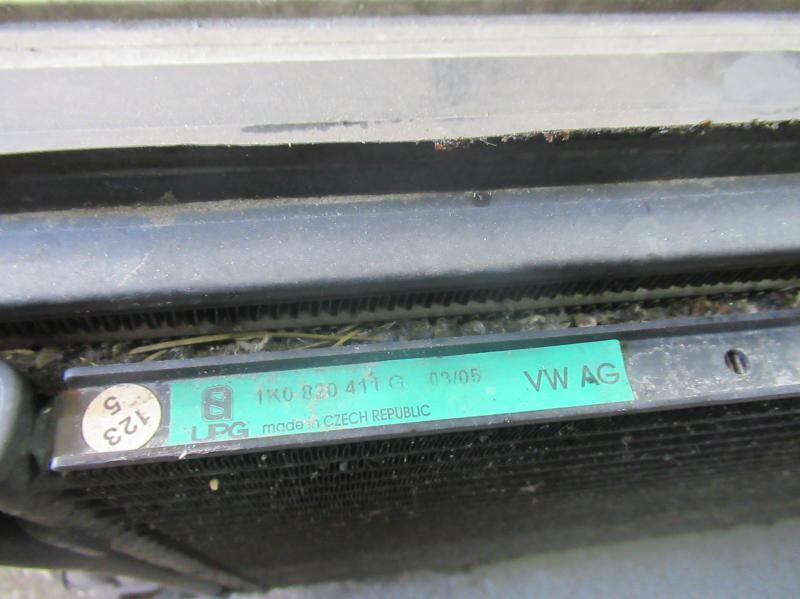 123
5
1K0 820 411 G 03/05 VW AG
UPG made in CZECH REPUBLIC